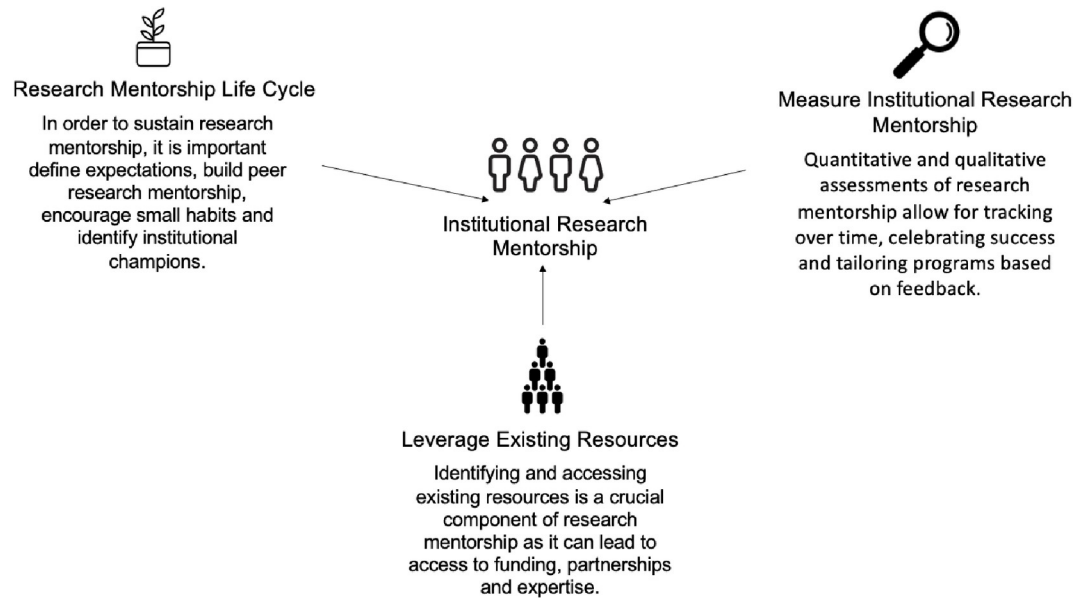 Research Mentorship Life Cycle
In order to sustain research
mentorship, it is important
define expectations, build peer
research mentorship,
encourage small habits and
identify institutional
champions.
Measure Institutional Research
Mentorship
Quantitative and qualitative
assessments of research
mentorship allow for tracking
over time, celebrating success
and tailoring programs based
on feedback.
Institutional Research
Mentorship
Leverage Existing Resources
Identifying and accessing
existing resources is a crucial
component of research
mentorship as it can lead to
access to funding, partnerships
and expertise.